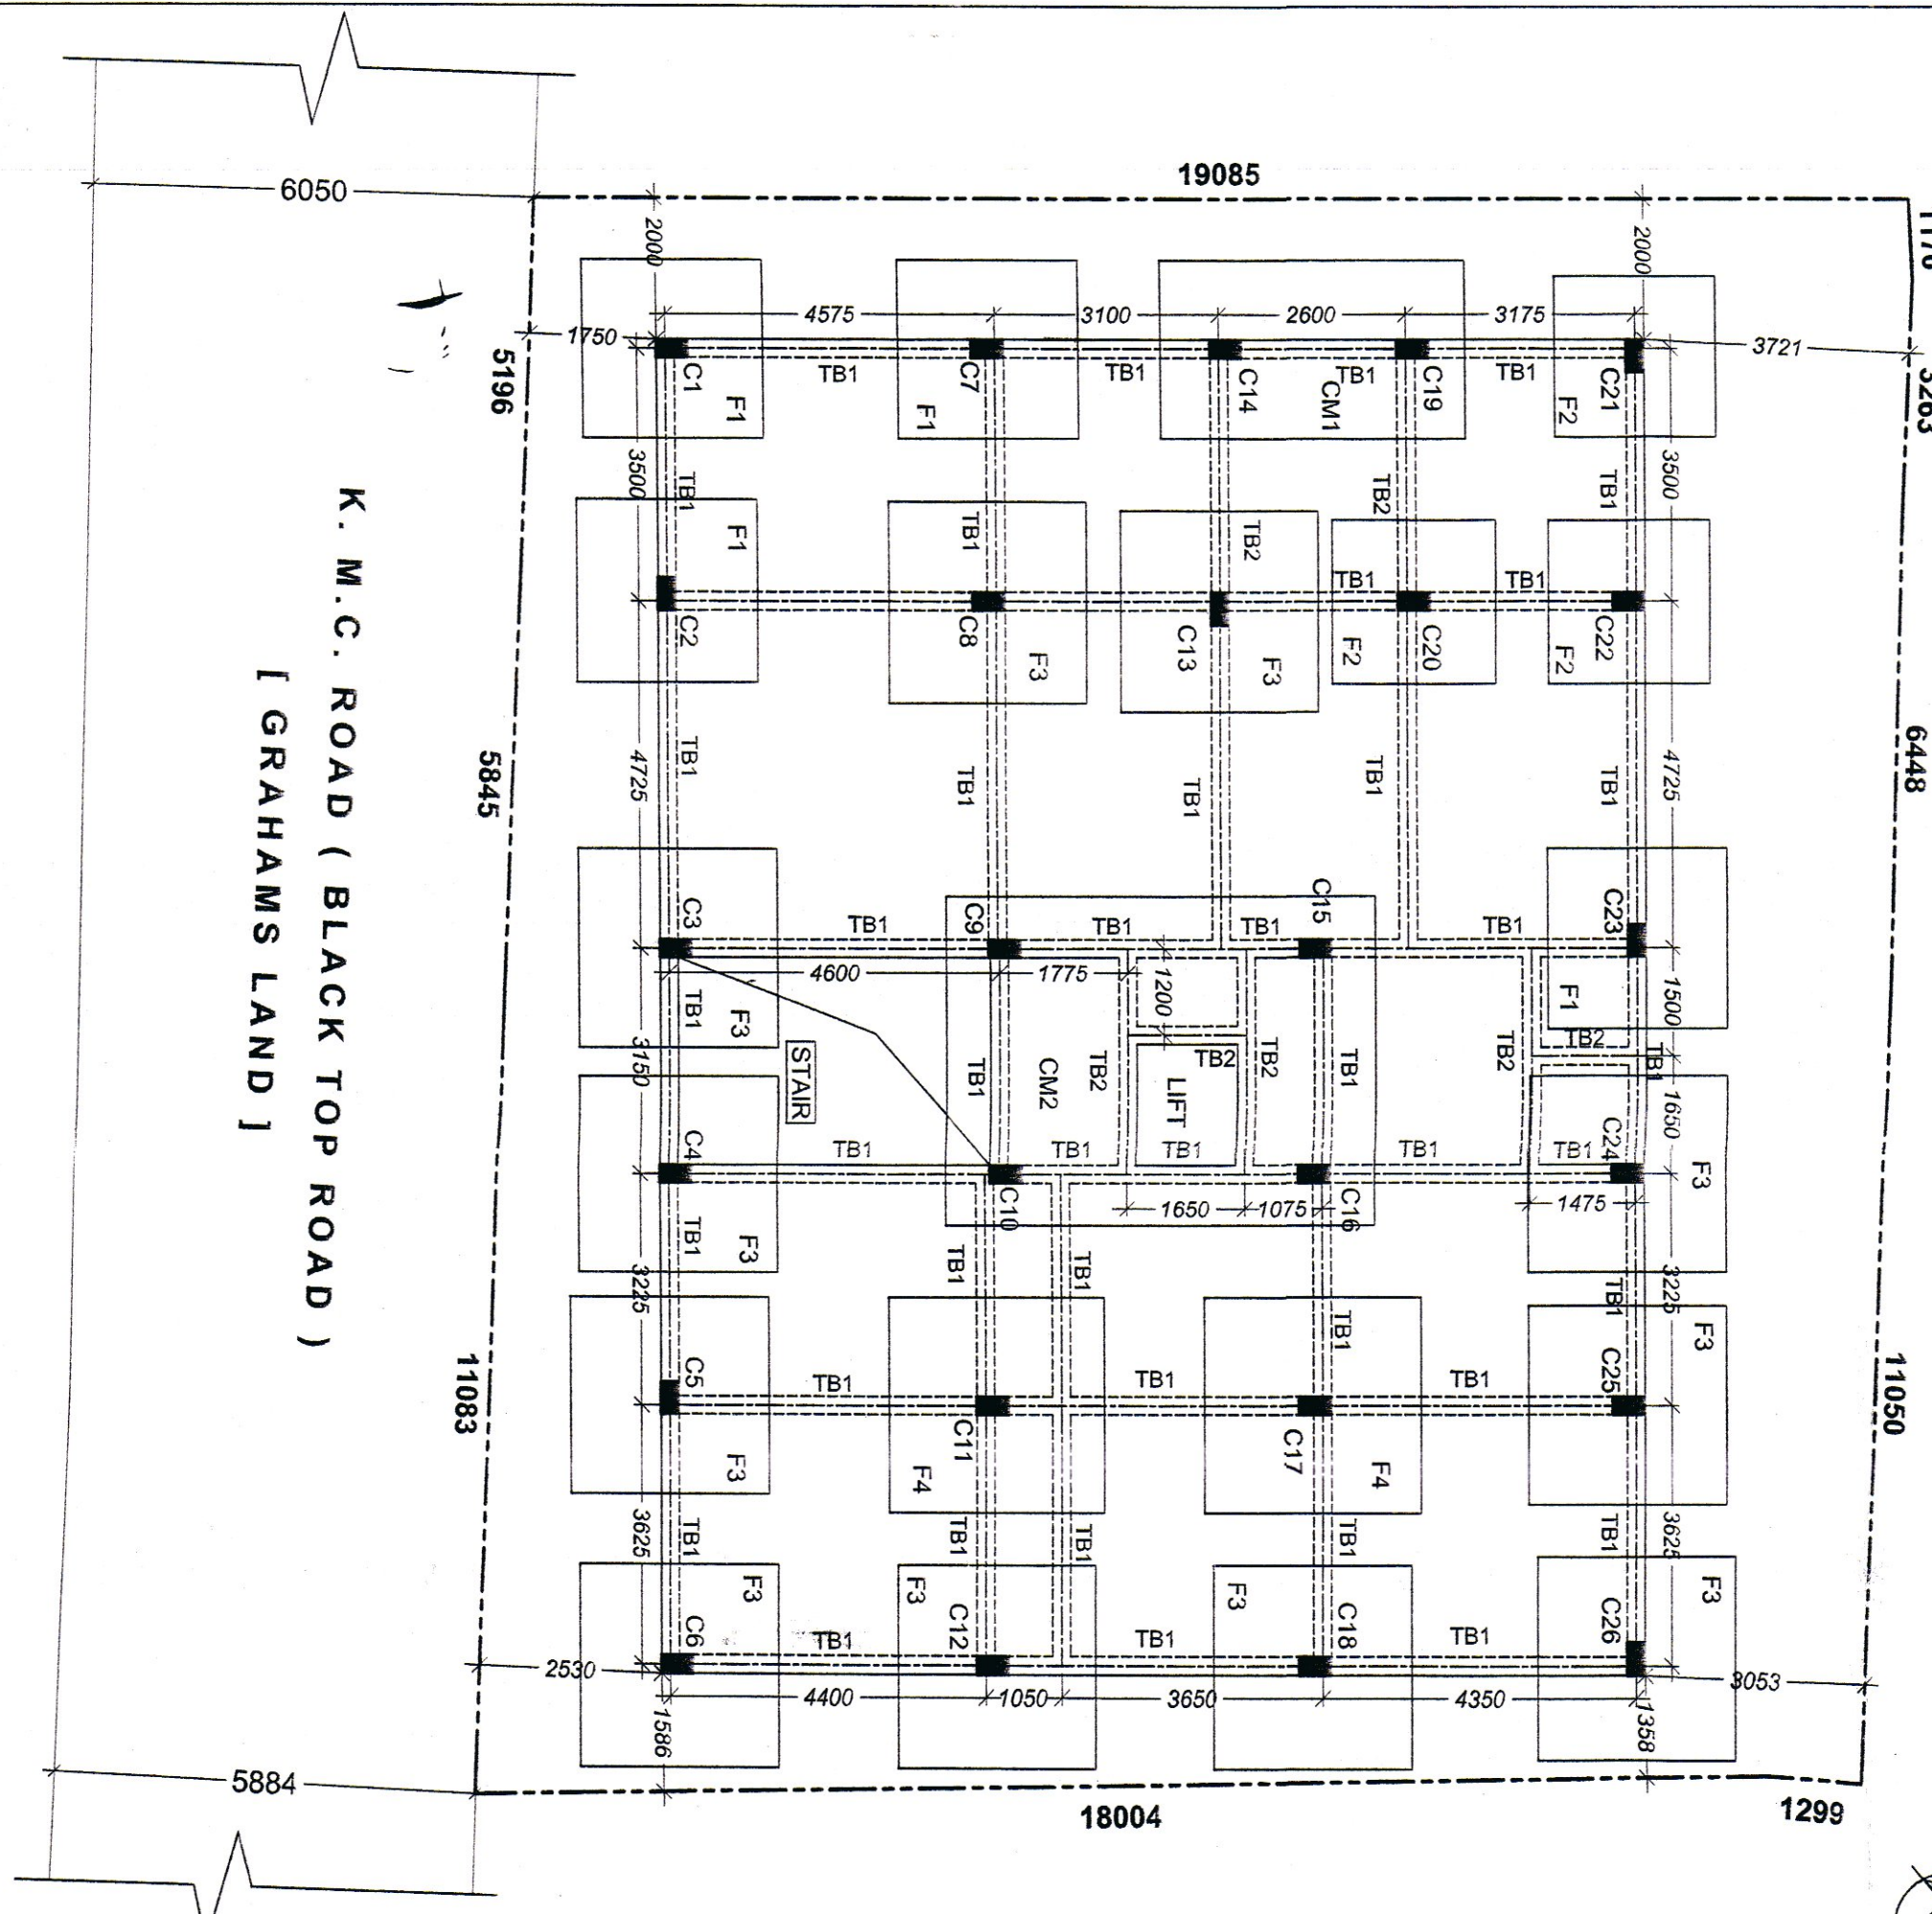 19085
6050
2000
2000
4575
3100
2600
3175
1750
3721
5196
C1
TB1
C7
TB1
C14
TB1
CM1
C19
TB1
C21
F1
F1
F2
3500
TB1
TB2
TB1
3500
F1
TB1
TB2
TB1
TB1
C2
C8
F3
C13
F3
F2
C20
F2
C22
5845
4725
TB1
TB1
TB1
TB1
TB1
4725
6448
C3
TB1
C9
TB1
TB1
C15
TB1
C23
4600
1775
1200
F1
1500
TB1
F3
TB2
TB2
TB1
3150
STAIR
TB1
CM2
TB2
LIFT
TB2
TB1
TB2
1650
C4
TB1
TB1
TB1
TB1
TB1
C24
F3
C10
1650
1075
C16
1475
TB1
F3
TB1
TB1
3225
TB1
TB1
3225
F3
11083
C5
TB1
C11
TB1
C17
TB1
C25
11050
F3
F4
F4
3625
TB1
TB1
TB1
TB1
TB1
3625
F3
F3
F3
F3
C6
TB1
C12
TB1
C18
TB1
C26
2530
3053
4400
1050
3650
4350
1586
1358
5884
18004
1299
K. M.C. ROAD ( BLACK TOP ROAD )
[ GRAHAMS LAND ]